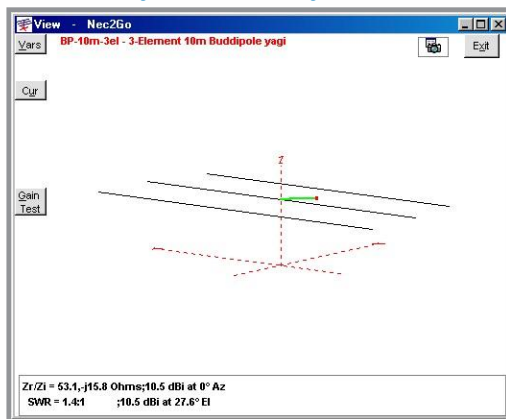 View - Nec2Go
Vars
BP-10m-3el - 3-Element 10m Buddipole yagi
Exit
Cur
Z
Gain
Test
Zr/Zi = 53.1,-j15.8 Ohms;10.5 dBi at 0° Az
SWR = 1.4:1 ;10.5 dBi at 27.6° El